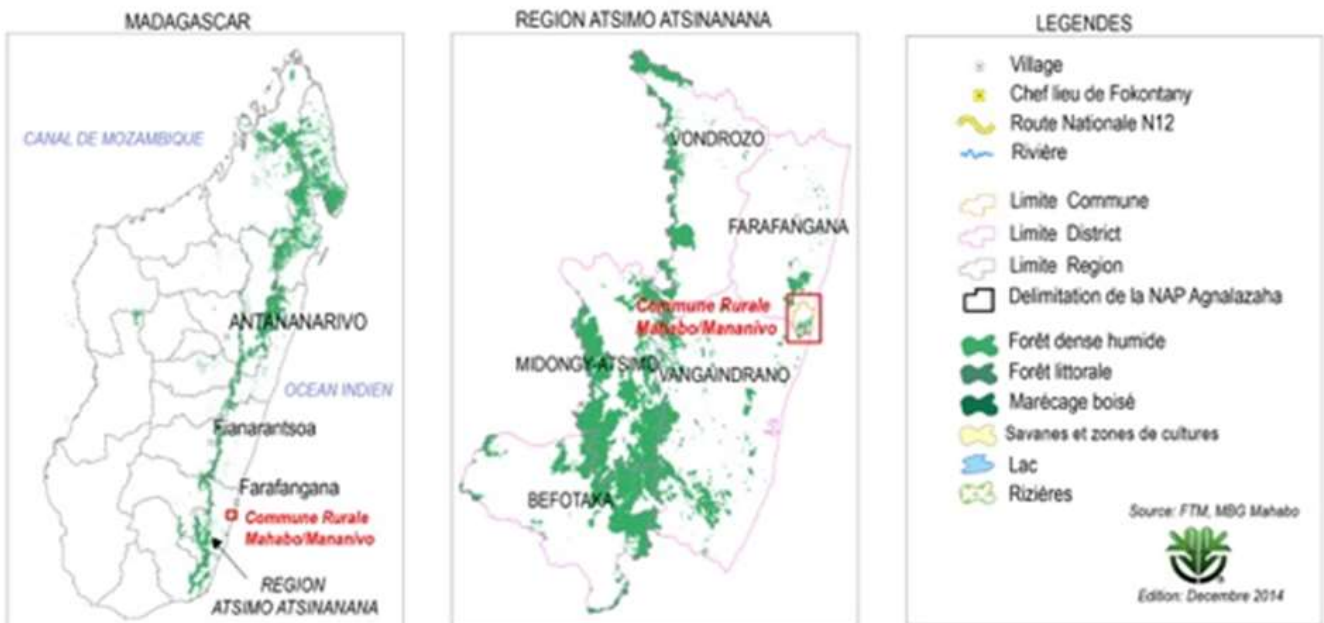 MADAGASCAR
CANAL DE MOZAMBIQUE
ANTANANARIVO
OCEAN INDIEN
Fianarantsoa
Farafangana
Commune Rurale
Mahabo/Mananivo
REGION
ATSIMO ATSINANANA
REGION ATSIMO ATSINANANA
VONDROZO
FARAFANGANA
Commune Rurale
Mahabo/Mananivo
MIDONGY-ATSIMO
VANGAINDRANO
BEFOTAKA
LEGENDES
Village
Chef lieu de Fokontany
Route Nationale N12
Rivière
Limite Commune
Limite District
Limite Region
Delimitation de la NAP Agnalazaha
Forêt dense humide
Forêt littorale
Marécage boisé
Savanes et zones de cultures
Lac
Rizières
Source: FTM, MBG Mahabo
Edition: Decembre 2014